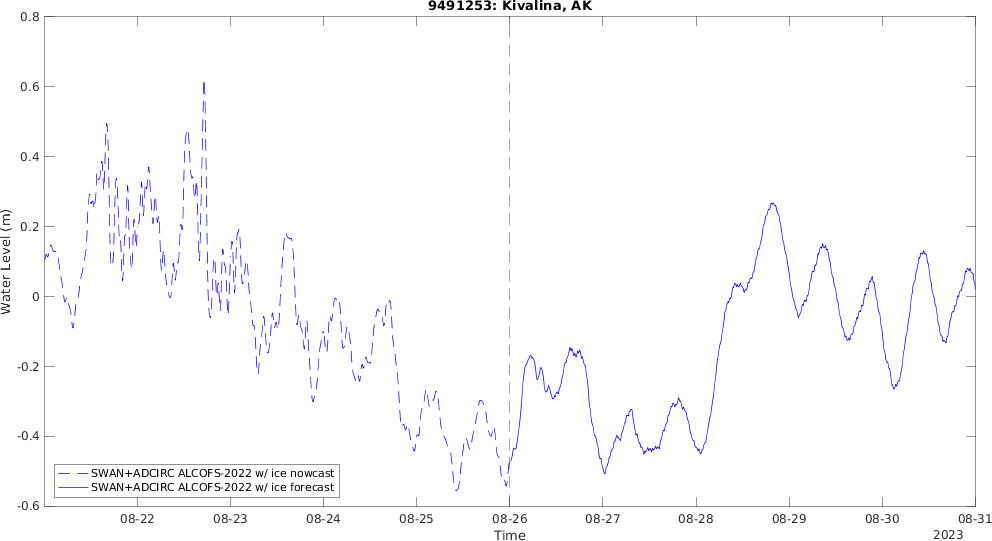 9491253: Kivalina, AK
0.8
0.6
0.4
0.2
0
-0.2
-0.4
-0.6
Water Level (m)
SWAN+ADCIRC ALCOFS-2022 w/ ice nowcast
SWAN+ADCIRC ALCOFS-2022 w/ ice forecast
08-22 08-23 08-24 08-25 08-26 08-27 08-28 08-29 08-30 08-31
Time
2023